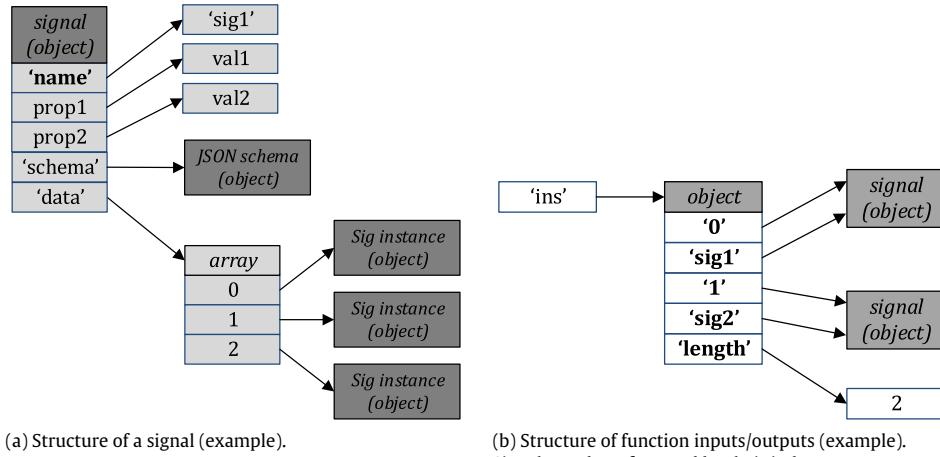 signal
(object)
‘name’
prop1
prop2
‘schema’
‘data’
‘sig1’
val1
val2
JSON schema
(object)
array
0
1
2
Sig instance
(object)
Sig instance
(object)
Sig instance
(object)
(a) Structure of a signal (example).
‘ins’
object
‘0’
‘sig1’
‘1’
‘sig2’
‘length’
signal
(object)
signal
(object)
2
(b) Structure of function inputs/outputs (example).